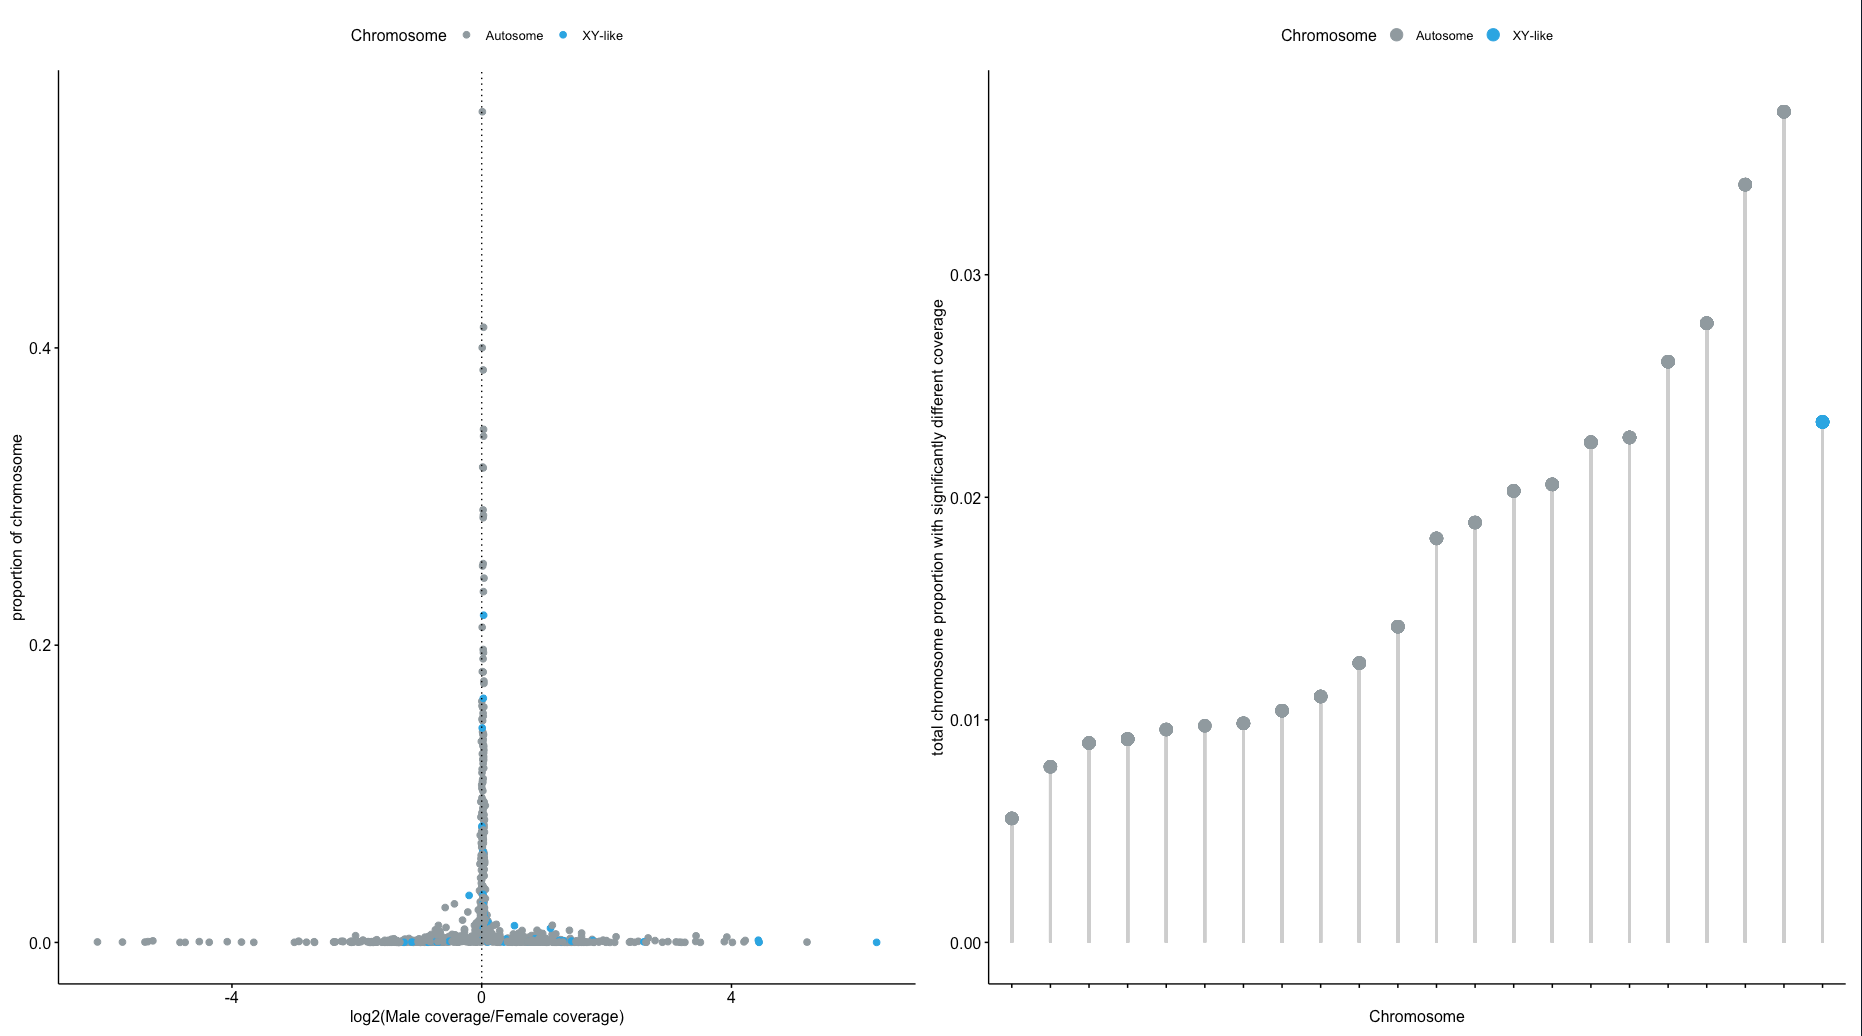 Chromosome Autosome XY-like
proportion of chromosome
0.4
0.2
0.0
-4 0 4
log2(Male coverage/Female coverage)
Chromosome Autosome XY-like
total chromosome proportion with significantly different coverage
0.03
0.02
0.01
0.00
Chromosome